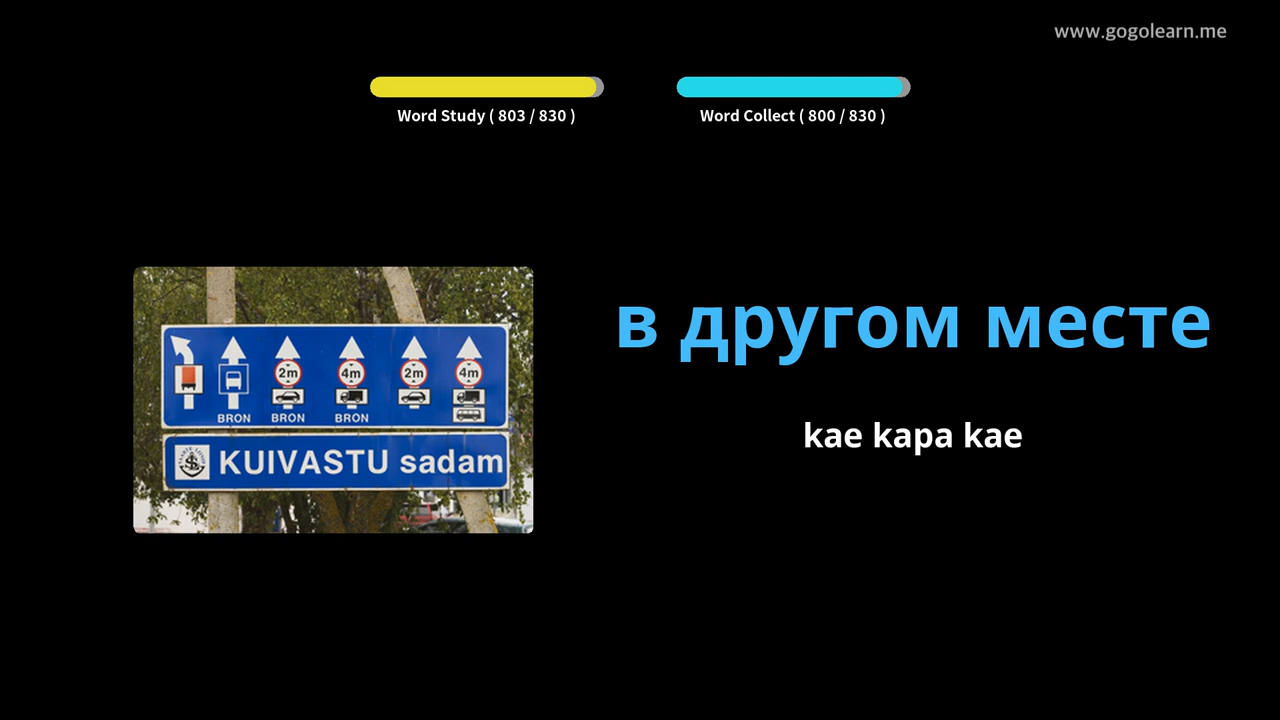 www.gogolearn.me
Word Study ( 803 / 830 )
Word Collect ( 800 / 830 )
в другом месте
kae kapa kae
2m 4m 2m 4m
BRON BRON BRON
KUIVASTU sadam